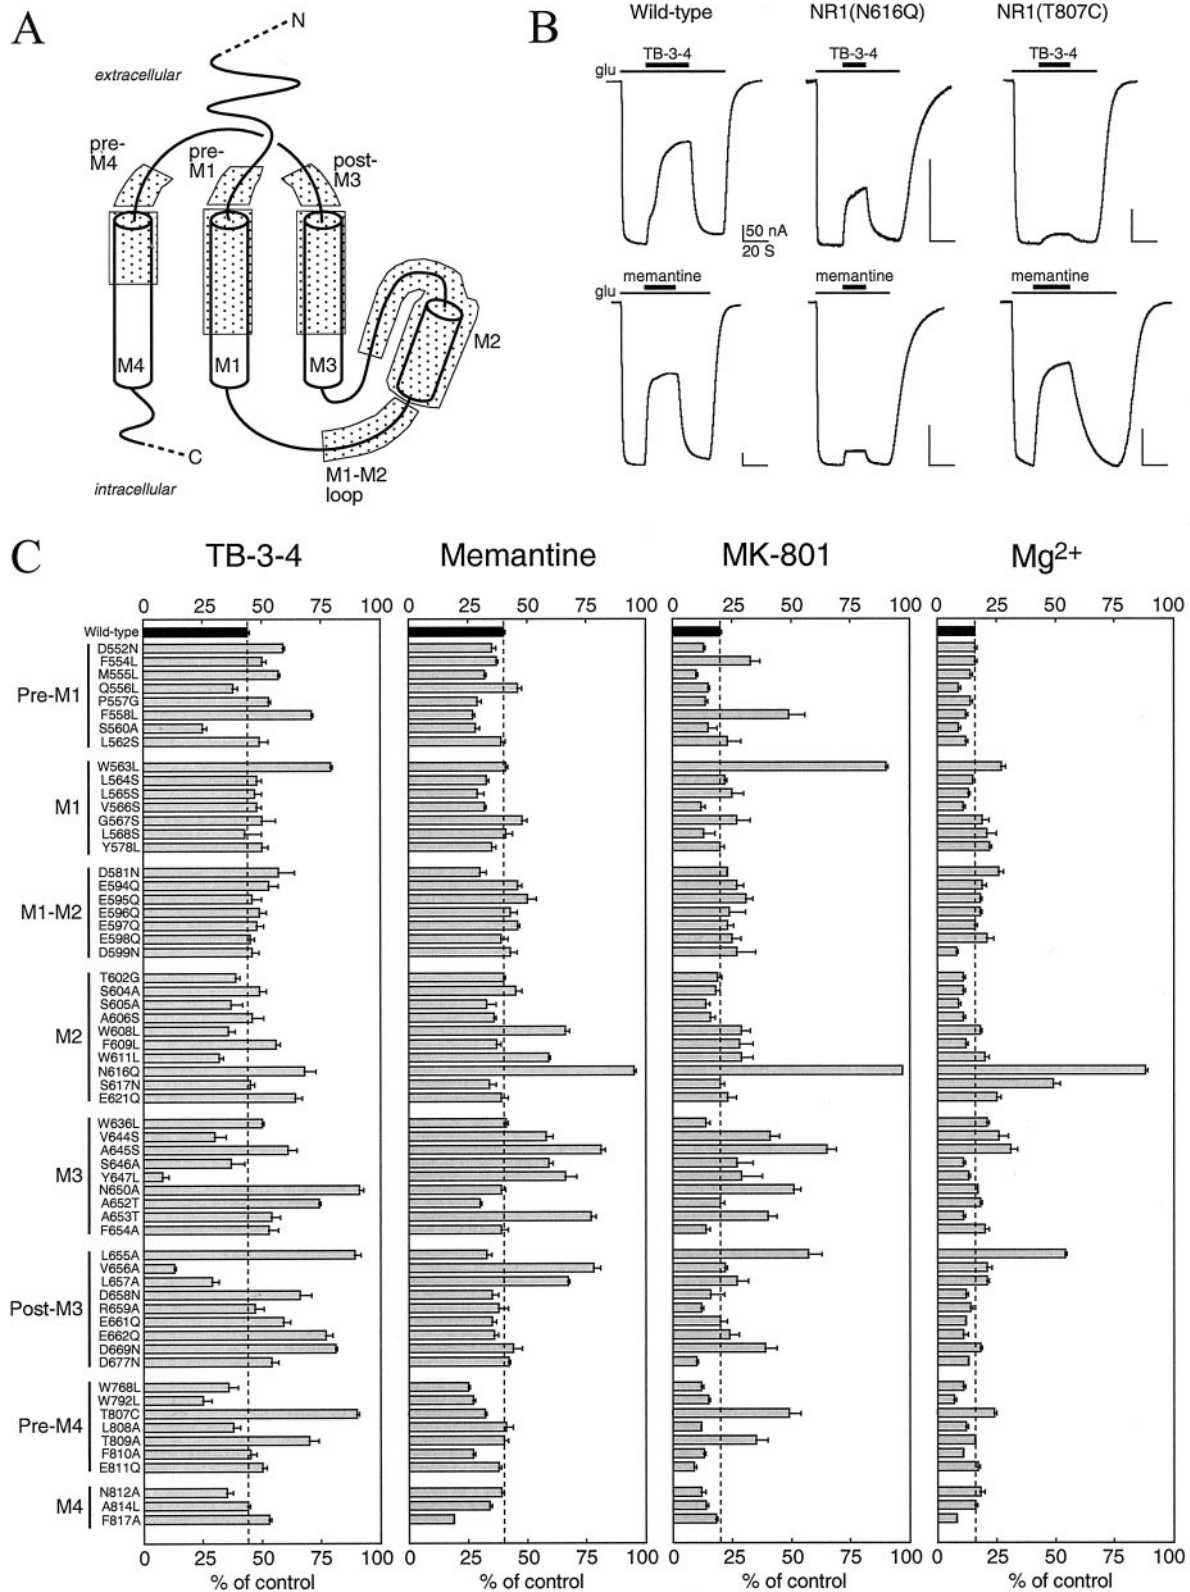 A
N
extracellular
pre-
M4
pre-
M1
post-
M3
M4
M1
M3
M2
C
M1-M2
loop
intracellular
B
Wild-type
NR1(N616Q)
NR1(T807C)
TB-3-4
TB-3-4
TB-3-4
glu
50 nA
20 S
memantine
memantine
memantine
glu
C
TB-3-4
Memantine
MK-801
Mg2+
0 25 50 75 100
0 25 50 75 100
0 25 50 75 100
0 25 50 75 100
Wild-type
Pre-M1
D552N
F554L
M555L
Q556L
P557G
F558L
S560A
L562S
M1
W563L
L564S
L565S
V566S
G567S
L568S
Y578L
M1-M2
D581N
E594Q
E595Q
E596Q
E597Q
E598Q
D599N
M2
T602G
S604A
S605A
A606S
W608L
F609L
W611L
N616Q
S617N
E621Q
M3
W636L
V644S
A645S
S646A
Y647L
N650A
A652T
A653T
F654A
Post-M3
L655A
V656A
L657A
D658N
R659A
E661Q
E662Q
D669N
D677N
Pre-M4
W768L
W792L
T807C
L808A
T809A
F810A
E811Q
M4
N812A
A814L
F817A
0 25 50 75 100
0 25 50 75 100
0 25 50 75 100
0 25 50 75 100
% of control
% of control
% of control
% of control